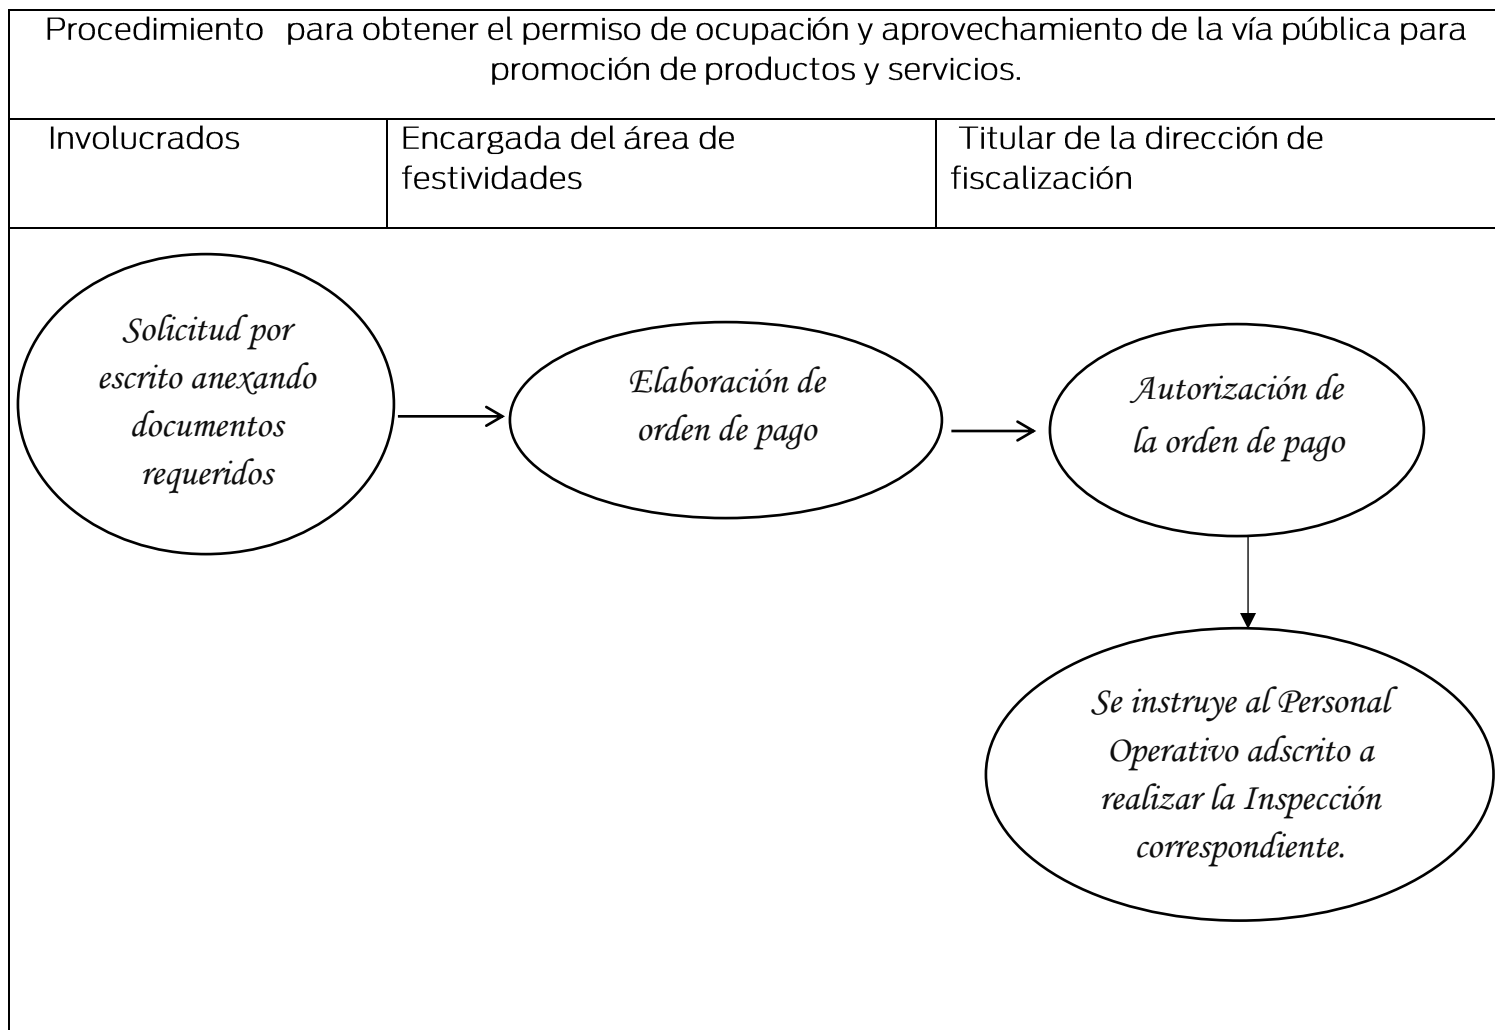 Procedimiento para obtener el permiso de ocupación y aprovechamiento de la vía pública para
promoción de productos y servicios.
Involucrados
Encargada del área de
festividades
Titular de la dirección de
fiscalización
Solicitud por
escrito anexando
documentos
requeridos
Elaboración de
orden de pago
Autorización de
la orden de pago
Se instruye al Personal
Operativo adscrito a
realizar la Inspección
correspondiente.